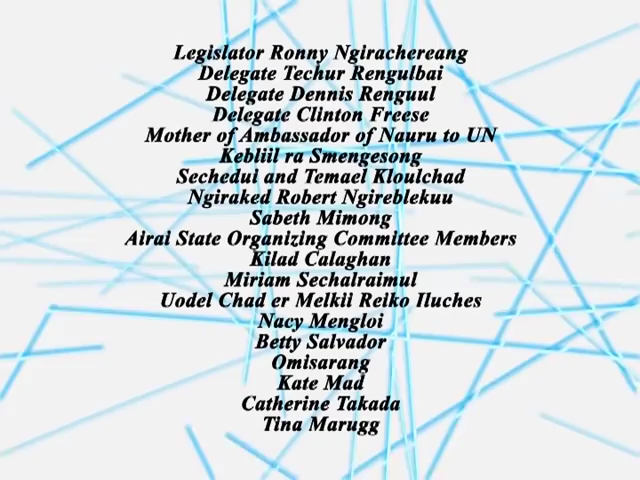 Legislator Ronny Ngirachereang
Delegate Techur Rengulbai
Delegate Dennis Renguul
Delegate Clinton Freese
Mother of Ambassador of Nauru to UN
Kebliil ra Smengesong
Sechedui and Temael Kloulchad
Ngiraked Robert Ngireblekuu
Sabeth Mimong
Airai State Organizing Committee Members
Kilad Calaghan
Miriam Sechalraimul
Uodel Chad er Melkii Reiko Iluches
Nacy Mengloi
Betty Salvador
Omisarang
Kate Mad
Catherine Takada
Tina Marugg